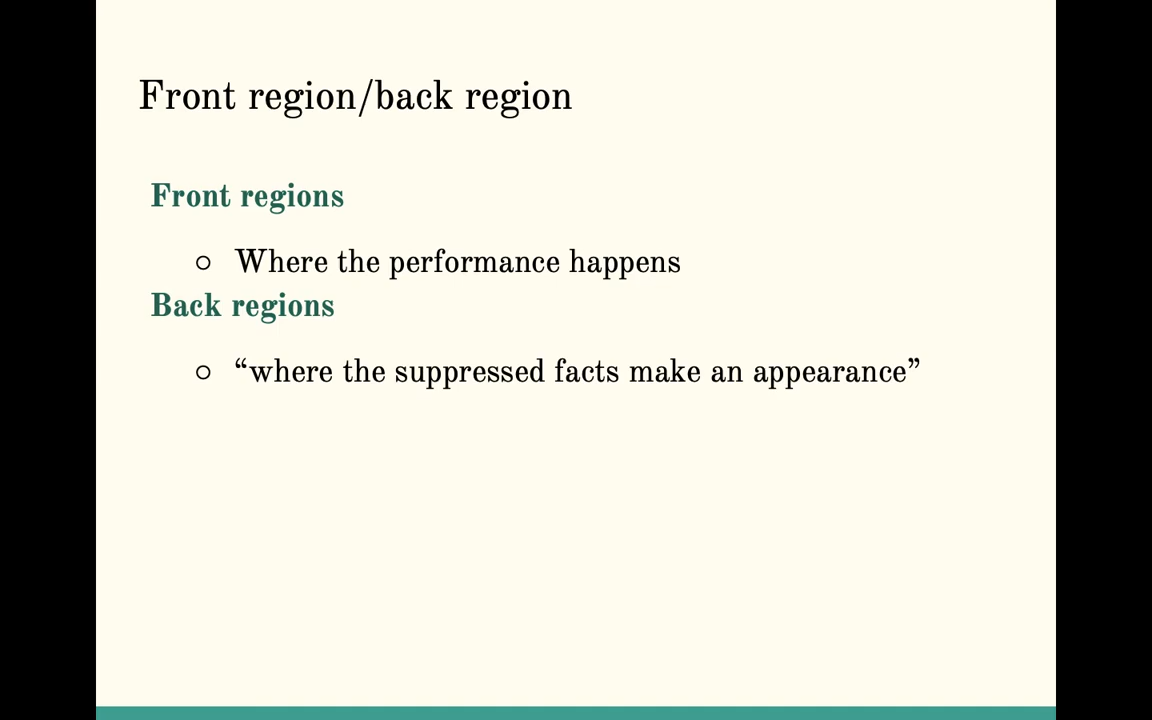 Front region/back region
Front regions
○ Where the performance happens
Back regions
○ “where the suppressed facts make an appearance”